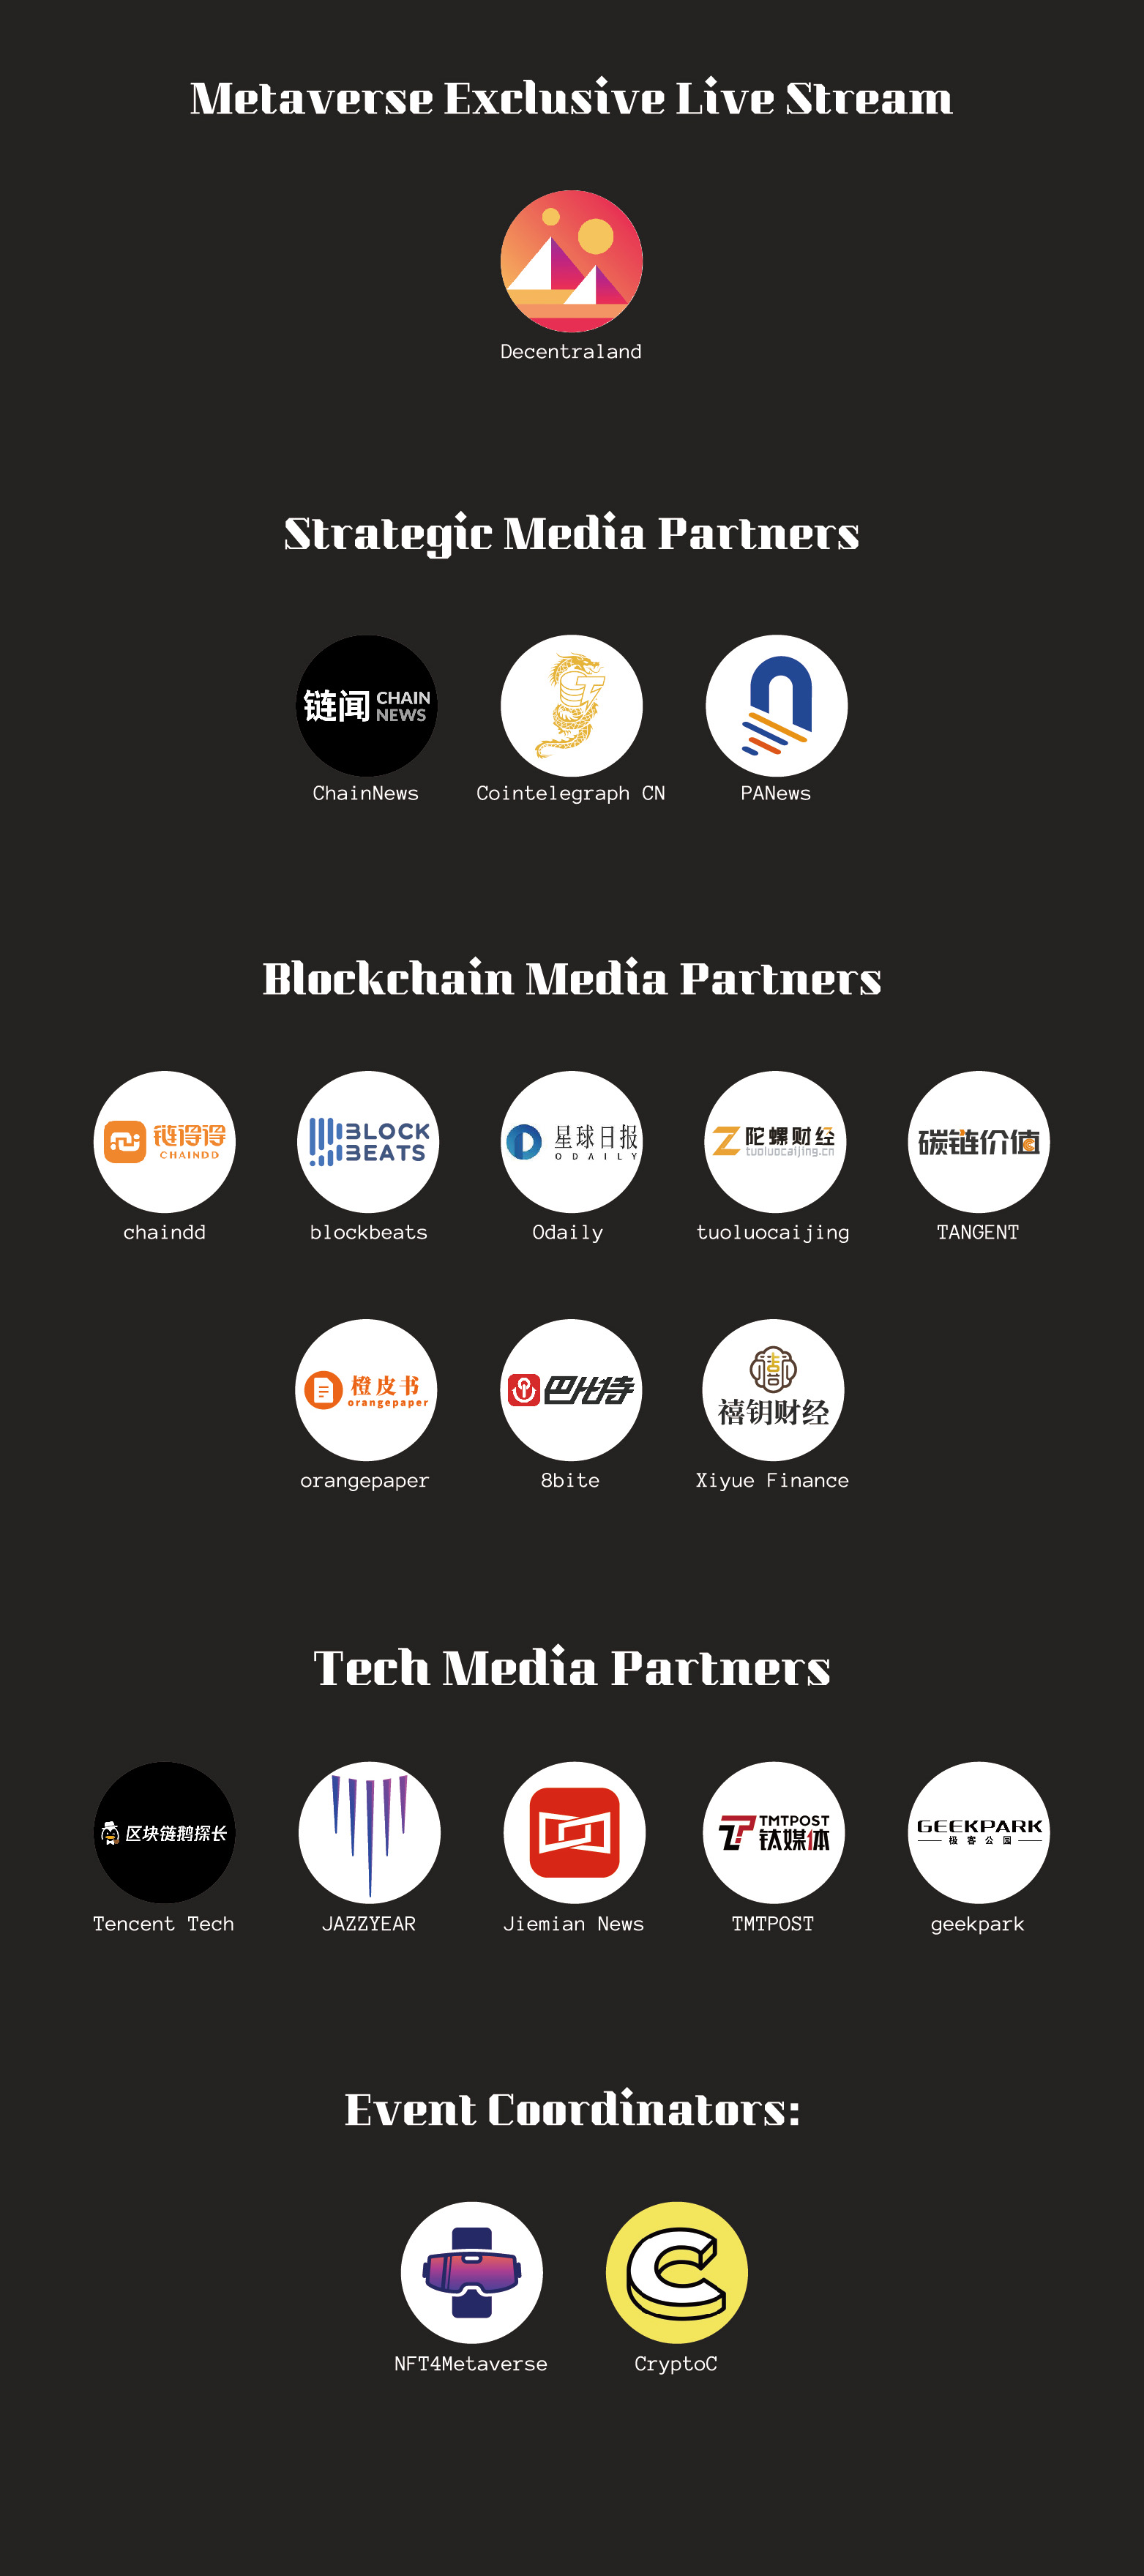 Metaverse Exclusive Live Stream
Decentraland
Strategic Media Partners
链闻 CHAIN NEWS
ChainNews
Cointelegraph CN
PANews
Blockchain Media Partners
链得得
CHAINDD
BLOCK
BEATS
星球日报
ODAILY
陀螺财经
tuoluocaijing.cn
碳链价值
chaindd
blockbeats
Odaily
tuoluocaijing
TANGENT
橙皮书
orangepaper
巴比特
禧钥财经
orangepaper
8bite
Xiyue Finance
Tech Media Partners
区块链鹅探长
TMTPOST
钛媒体
GEEKPARK
极客公园
Tencent Tech
JAZZYEAR
Jiemian News
TMTPOST
geekpark
Event Coordinators:
NFT4Metaverse
CryptoC